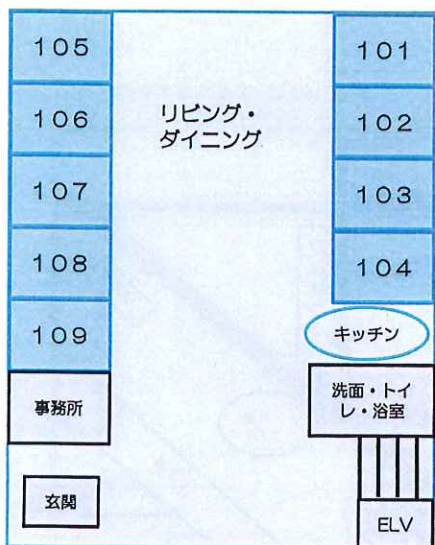 105
106
107
108
109
事務所
玄関
リビング・
ダイニング
101
102
103
104
キッチン
洗面・トイ
レ・浴室
ELV